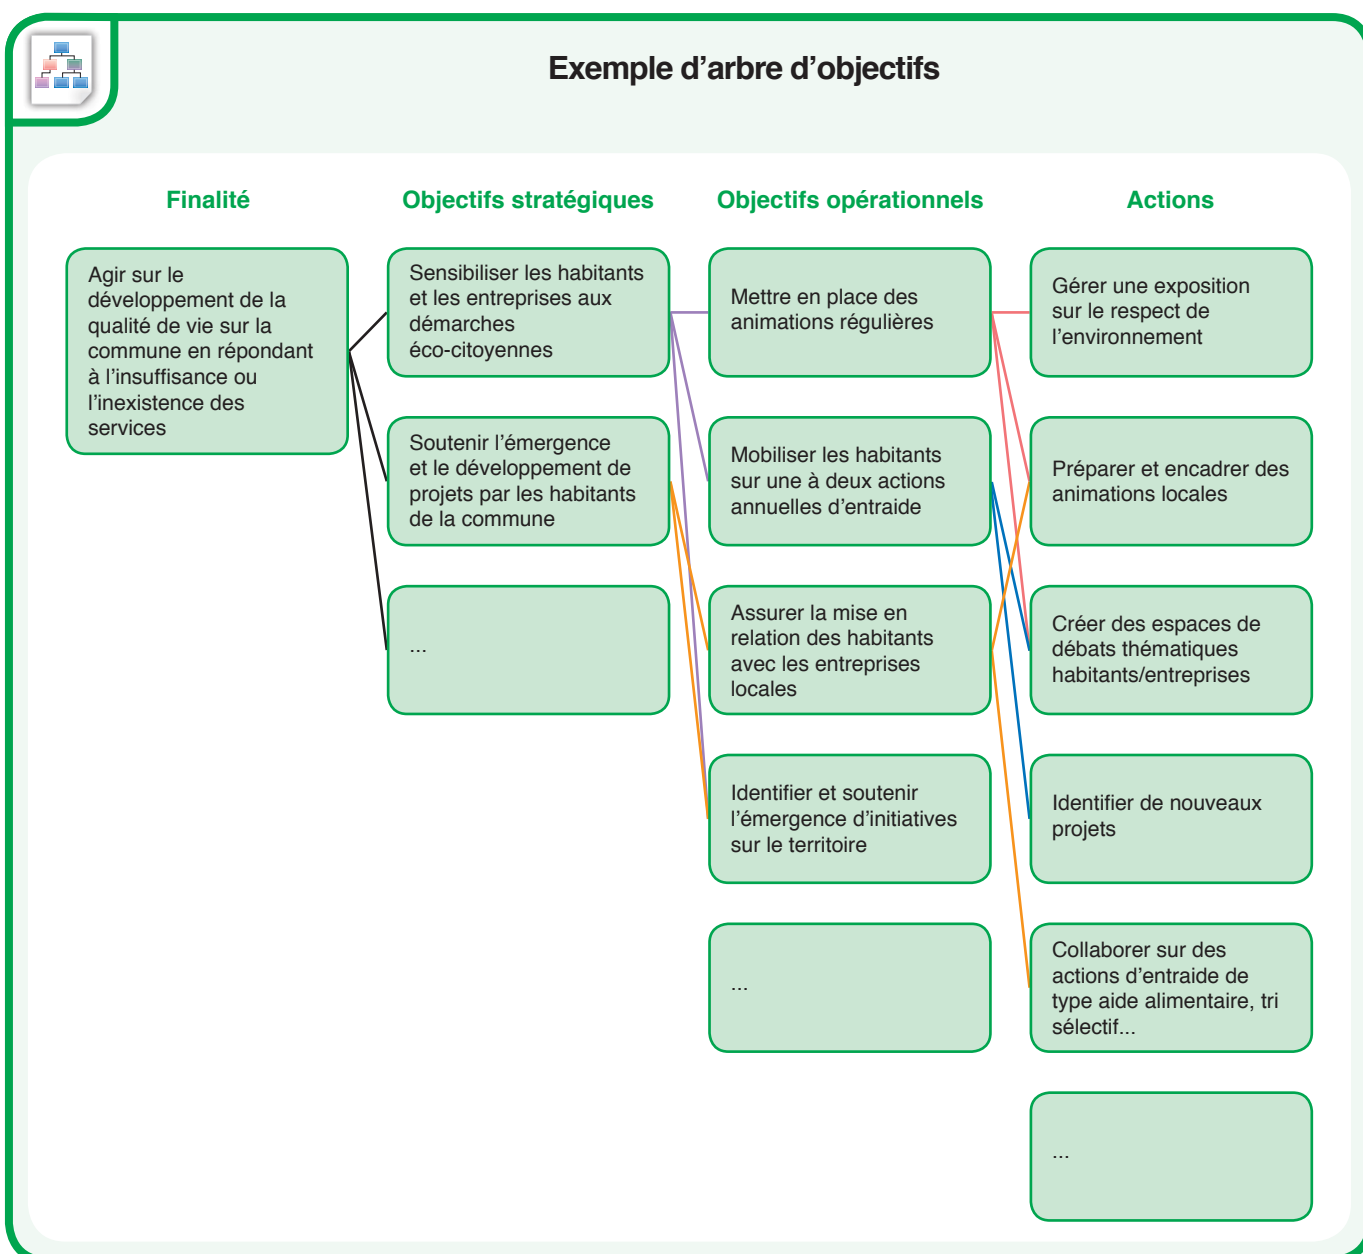 Exemple d'arbre d'objectifs
Finalité
Agir sur le
développement de la
qualité de vie sur la
commune en répondant
à l'insuffisance ou
l'inexistence des
services
Objectifs stratégiques
Sensibiliser les habitants
et les entreprises aux
démarches
éco-citoyennes
Soutenir l'émergence
et le développement de
projets par les habitants
de la commune
...
Objectifs opérationnels
Mettre en place des
animations régulières
Mobiliser les habitants
sur une à deux actions
annuelles d'entraide
Assurer la mise en
relation des habitants
avec les entreprises
locales
Identifier et soutenir
l'émergence d'initiatives
sur le territoire
...
Actions
Gérer une exposition
sur le respect de
l'environnement
Préparer et encadrer des
animations locales
Créer des espaces de
débats thématiques
habitants/entreprises
Identifier de nouveaux
projets
Collaborer sur des
actions d'entraide de
type aide alimentaire, tri
sélectif...
...